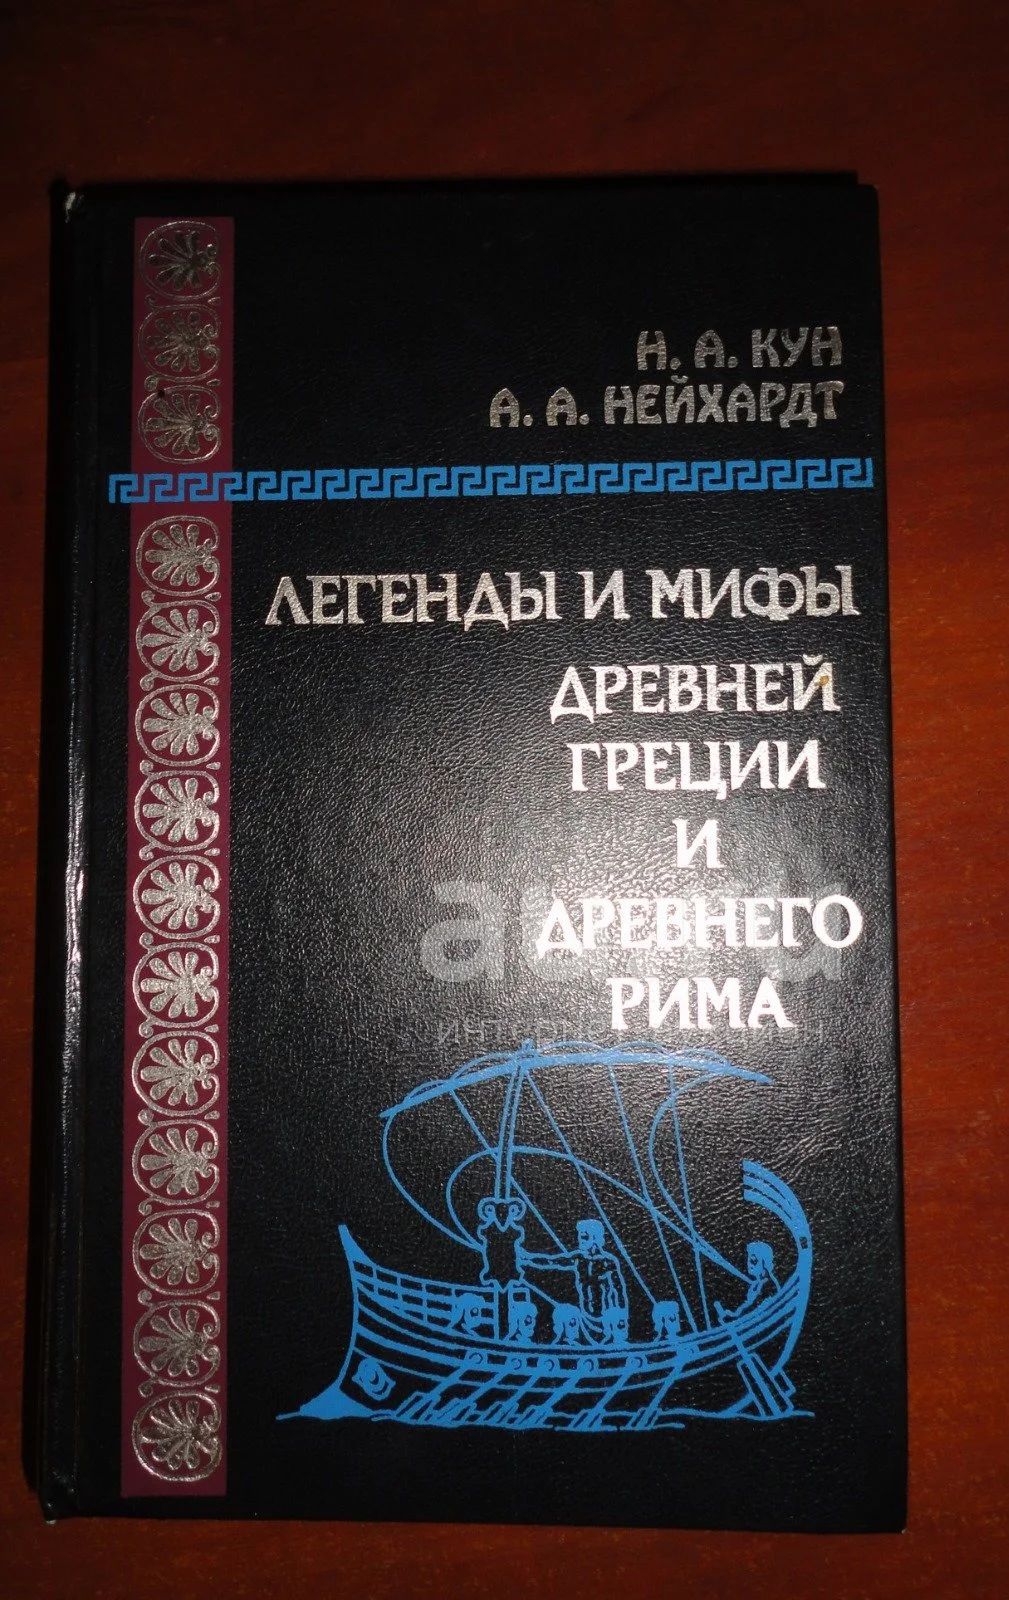 Н. А. КУН
А. А. НЕЙХАРДТ
ЛЕГЕНДЫ И МИФЫ
ДРЕВНЕЙ
ГРЕЦИИ
И
ДРЕВНЕГО
РИМА